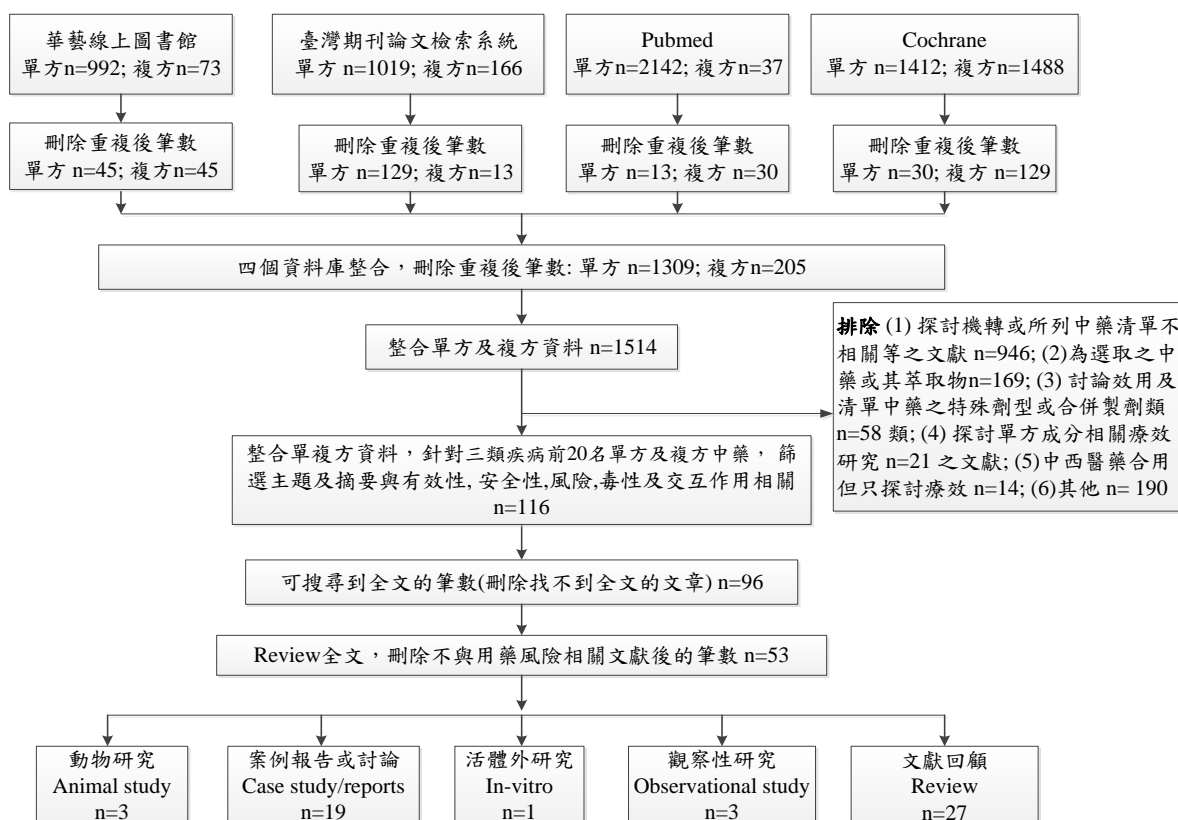 華藝線上圖書館
單方n=992; 複方n=73
臺灣期刊論文檢索系統
單方 n=1019; 複方n=166
Pubmed
單方n=2142; 複方n=37
Cochrane
單方 n=1412; 複方n=1488
刪除重複後筆數
單方 n=45; 複方n=45
刪除重複後筆數
單方 n=129; 複方n=13
刪除重複後筆數
單方 n=13; 複方 n=30
刪除重複後筆數
單方 n=30; 複方 n=129
四個資料庫整合，刪除重複後筆數: 單方 n=1309; 複方n=205
整合單方及複方資料 n=1514
排除 (1) 探討機轉或所列中藥清單不
相關等之文獻 n=946; (2)為選取之中
藥或其萃取物n=169; (3) 討論效用及
清單中藥之特殊劑型或合併製劑類
n=58 類; (4) 探討單方成分相關療效
研究 n=21 之文獻; (5)中西醫藥合用
但只探討療效 n=14; (6)其他 n= 190
整合單複方資料，針對三類疾病前20名單方及複方中藥， 篩
選主題及摘要與有效性, 安全性,風險,毒性及交互作用相關
n=116
可搜尋到全文的筆數(刪除找不到全文的文章) n=96
Review全文，刪除不與用藥風險相關文獻後的筆數 n=53
動物研究
Animal study
n=3
案例報告或討論
Case study/reports
n=19
活體外研究
In-vitro
n=1
觀察性研究
Observational study
n=3
文獻回顧
Review
n=27